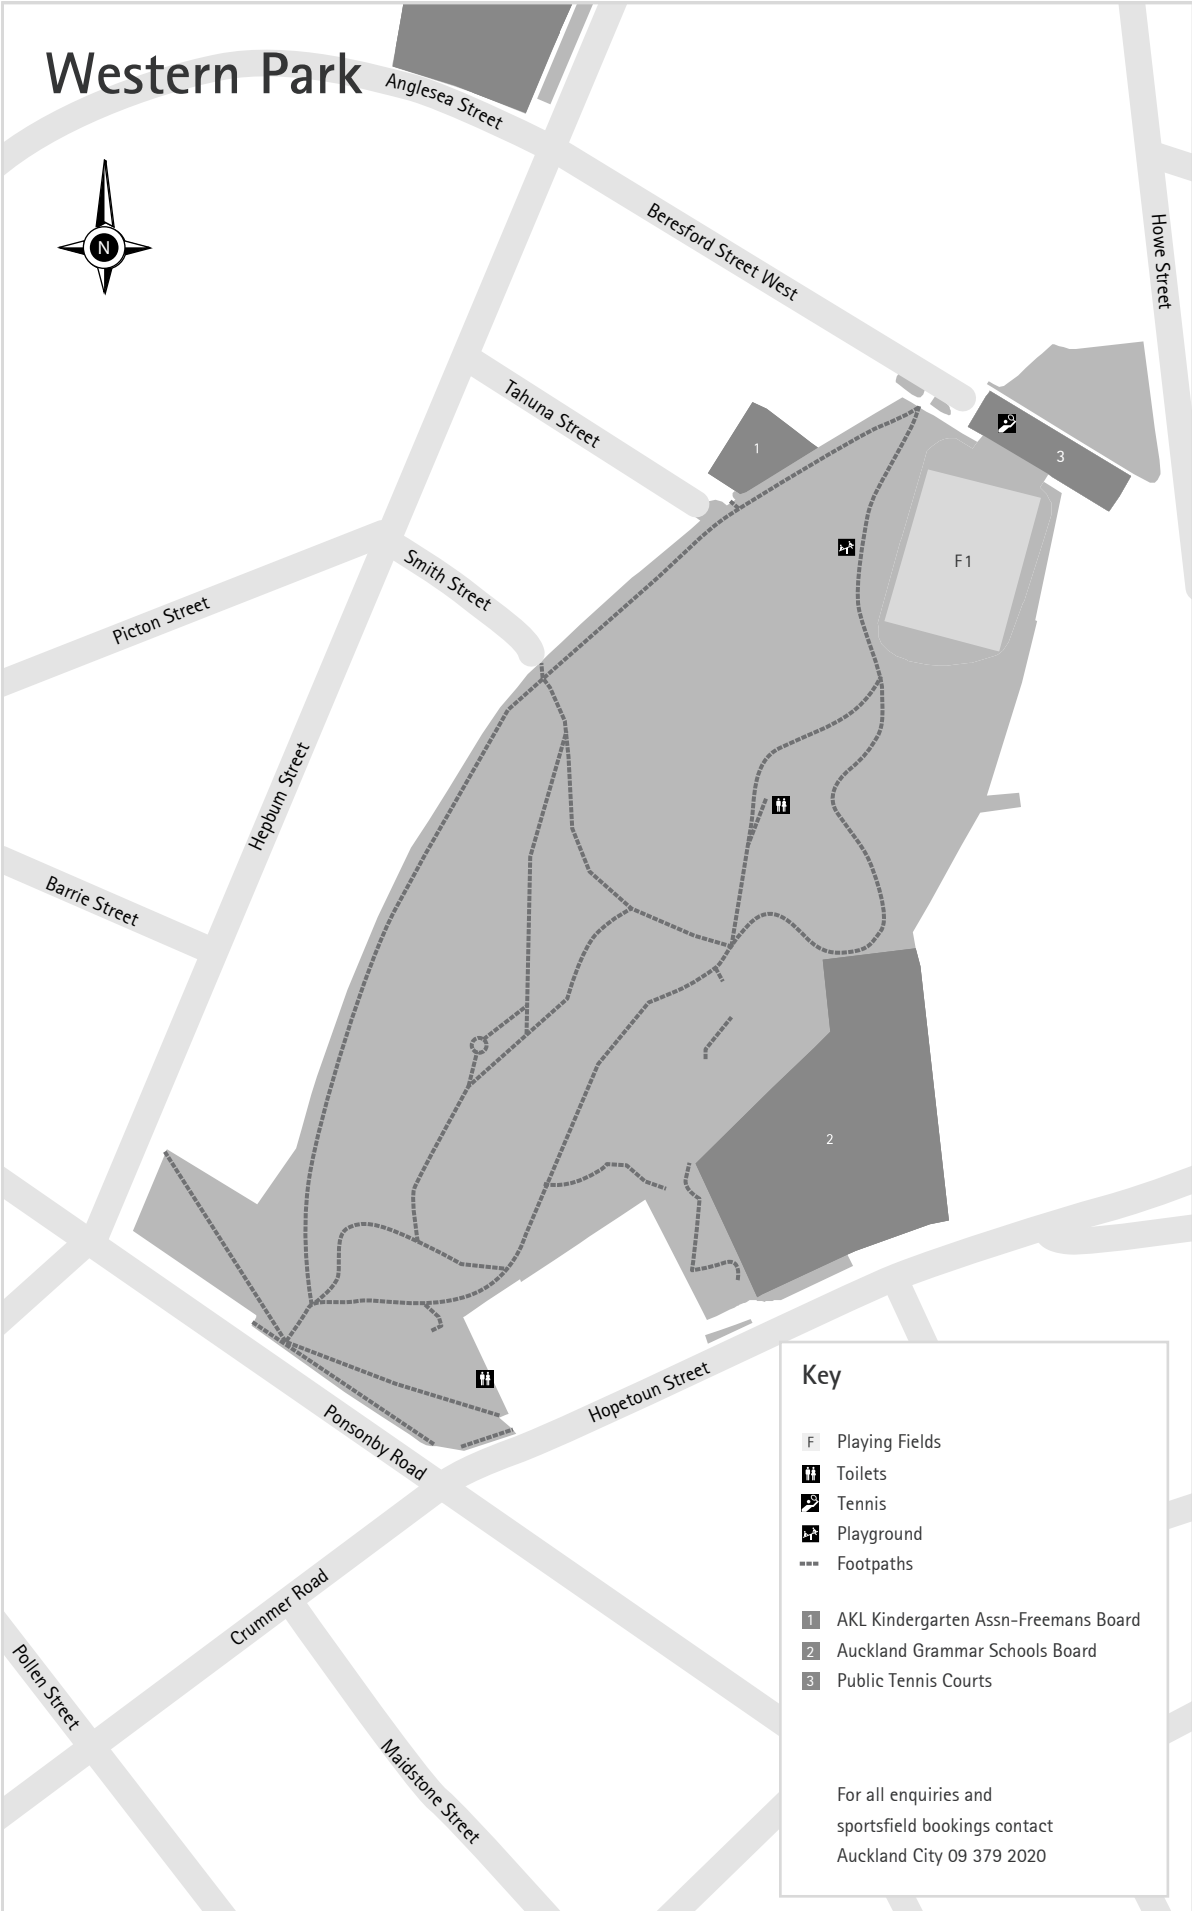 Western Park
Anglesea Street
N
Beresford Street West
Howe Street
Tahuna Street
1
3
F1
Smith Street
Picton Street
Hepburn Street
Barrie Street
2
Hopetoun Street
Ponsonby Road
Crummer Road
Pollen Street
Maidstone Street
Key
F Playing Fields
Toilets
Tennis
Playground
Footpaths
1 AKL Kindergarten Assn-Freemans Board
2 Auckland Grammar Schools Board
3 Public Tennis Courts
For all enquiries and
sportsfield bookings contact
Auckland City 09 379 2020